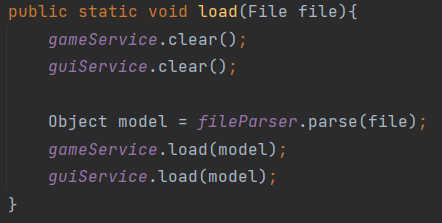 public static void load(File file){
gameService.clear();
guiService.clear();
Object model = fileParser.parse(file);
gameService.load(model);
guiService.load(model);
}